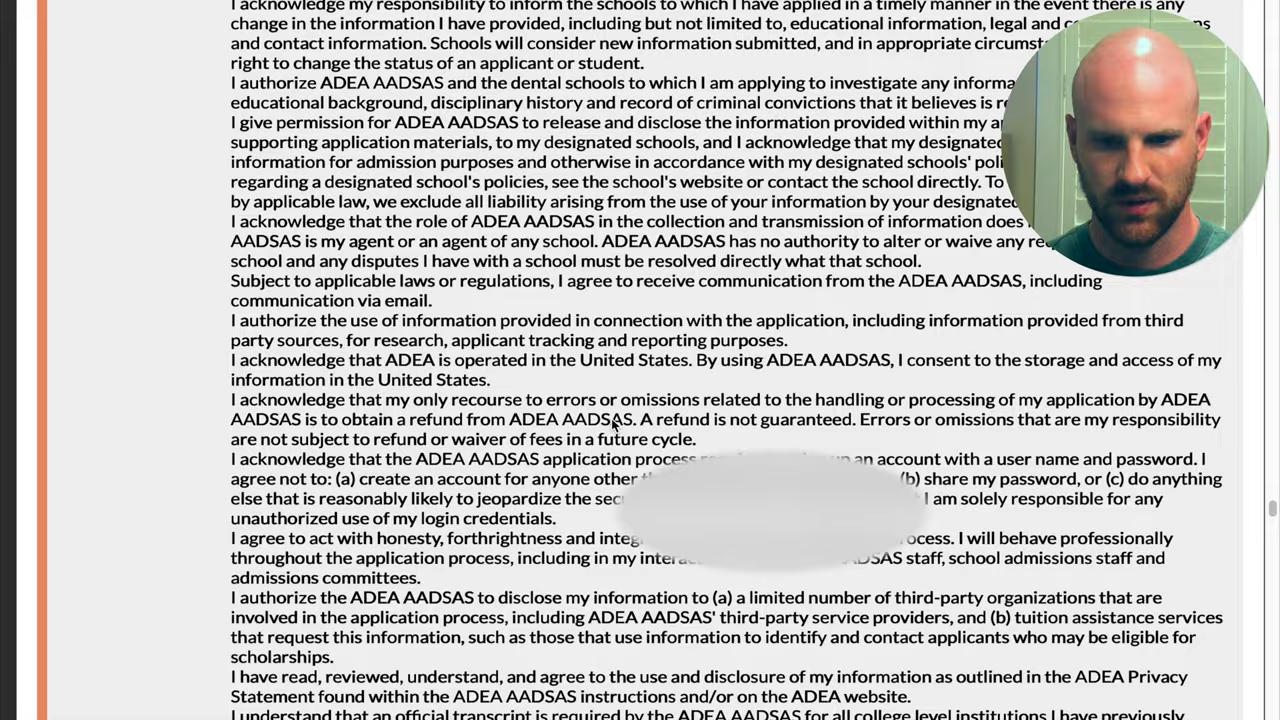 I acknowledge my responsibility to inform the schools to which I have applied in a timely manner in the event there is any
change in the information I have provided, including but not limited to, educational information, legal and
and contact information. Schools will consider new information submitted, and in appropriate
right to change the status of an applicant or student.
I authorize ADEA AADSAS and the dental schools to which I am applying to investigate any
educational background, disciplinary history and record of criminal convictions that it believes is
I give permission for ADEA AADSAS to release and disclose the information provided within my
supporting application materials, to my designated schools, and I acknowledge that my designated
information for admission purposes and otherwise in accordance with my designated schools'
regarding a designated school's policies, see the school's website or contact the school directly. To
by applicable law, we exclude all liability arising from the use of your information by your designated
I acknowledge that the role of ADEA AADSAS in the collection and transmission of information does
AADSAS is my agent or an agent of any school. ADEA AADSAS has no authority to alter or waive any
school and any disputes I have with a school must be resolved directly what that school.
Subject to applicable laws or regulations, I agree to receive communication from the ADEA AADSAS, including
communication via email.
I authorize the use of information provided in connection with the application, including information provided from third
party sources, for research, applicant tracking and reporting purposes.
I acknowledge that ADEA is operated in the United States. By using ADEA AADSAS, I consent to the storage and access of my
information in the United States.
I acknowledge that my only recourse to errors or omissions related to the handling or processing of my application by ADEA
AADSAS is to obtain a refund from ADEA AADSAS. A refund is not guaranteed. Errors or omissions that are my responsibility
are not subject to refund or waiver of fees in a future cycle.
I acknowledge that the ADEA AADSAS application process an account with a user name and password. I
agree not to: (a) create an account for anyone other (b) share my password, or (c) do anything
else that is reasonably likely to jeopardize the I am solely responsible for any
unauthorized use of my login credentials.
I agree to act with honesty, forthrightness and I will behave professionally
throughout the application process, including in my AADSAS staff, school admissions staff and
admissions committees.
I authorize the ADEA AADSAS to disclose my information to (a) a limited number of third-party organizations that are
involved in the application process, including ADEA AADSAS' third-party service providers, and (b) tuition assistance services
that request this information, such as those that use information to identify and contact applicants who may be eligible for
scholarships.
I have read, reviewed, understand, and agree to the use and disclosure of my information as outlined in the ADEA Privacy
Statement found within the ADEA AADSAS instructions and/or on the ADEA website.
I understand that an official transcript is required by the ADEA AADSAS for all college level institutions I have previously